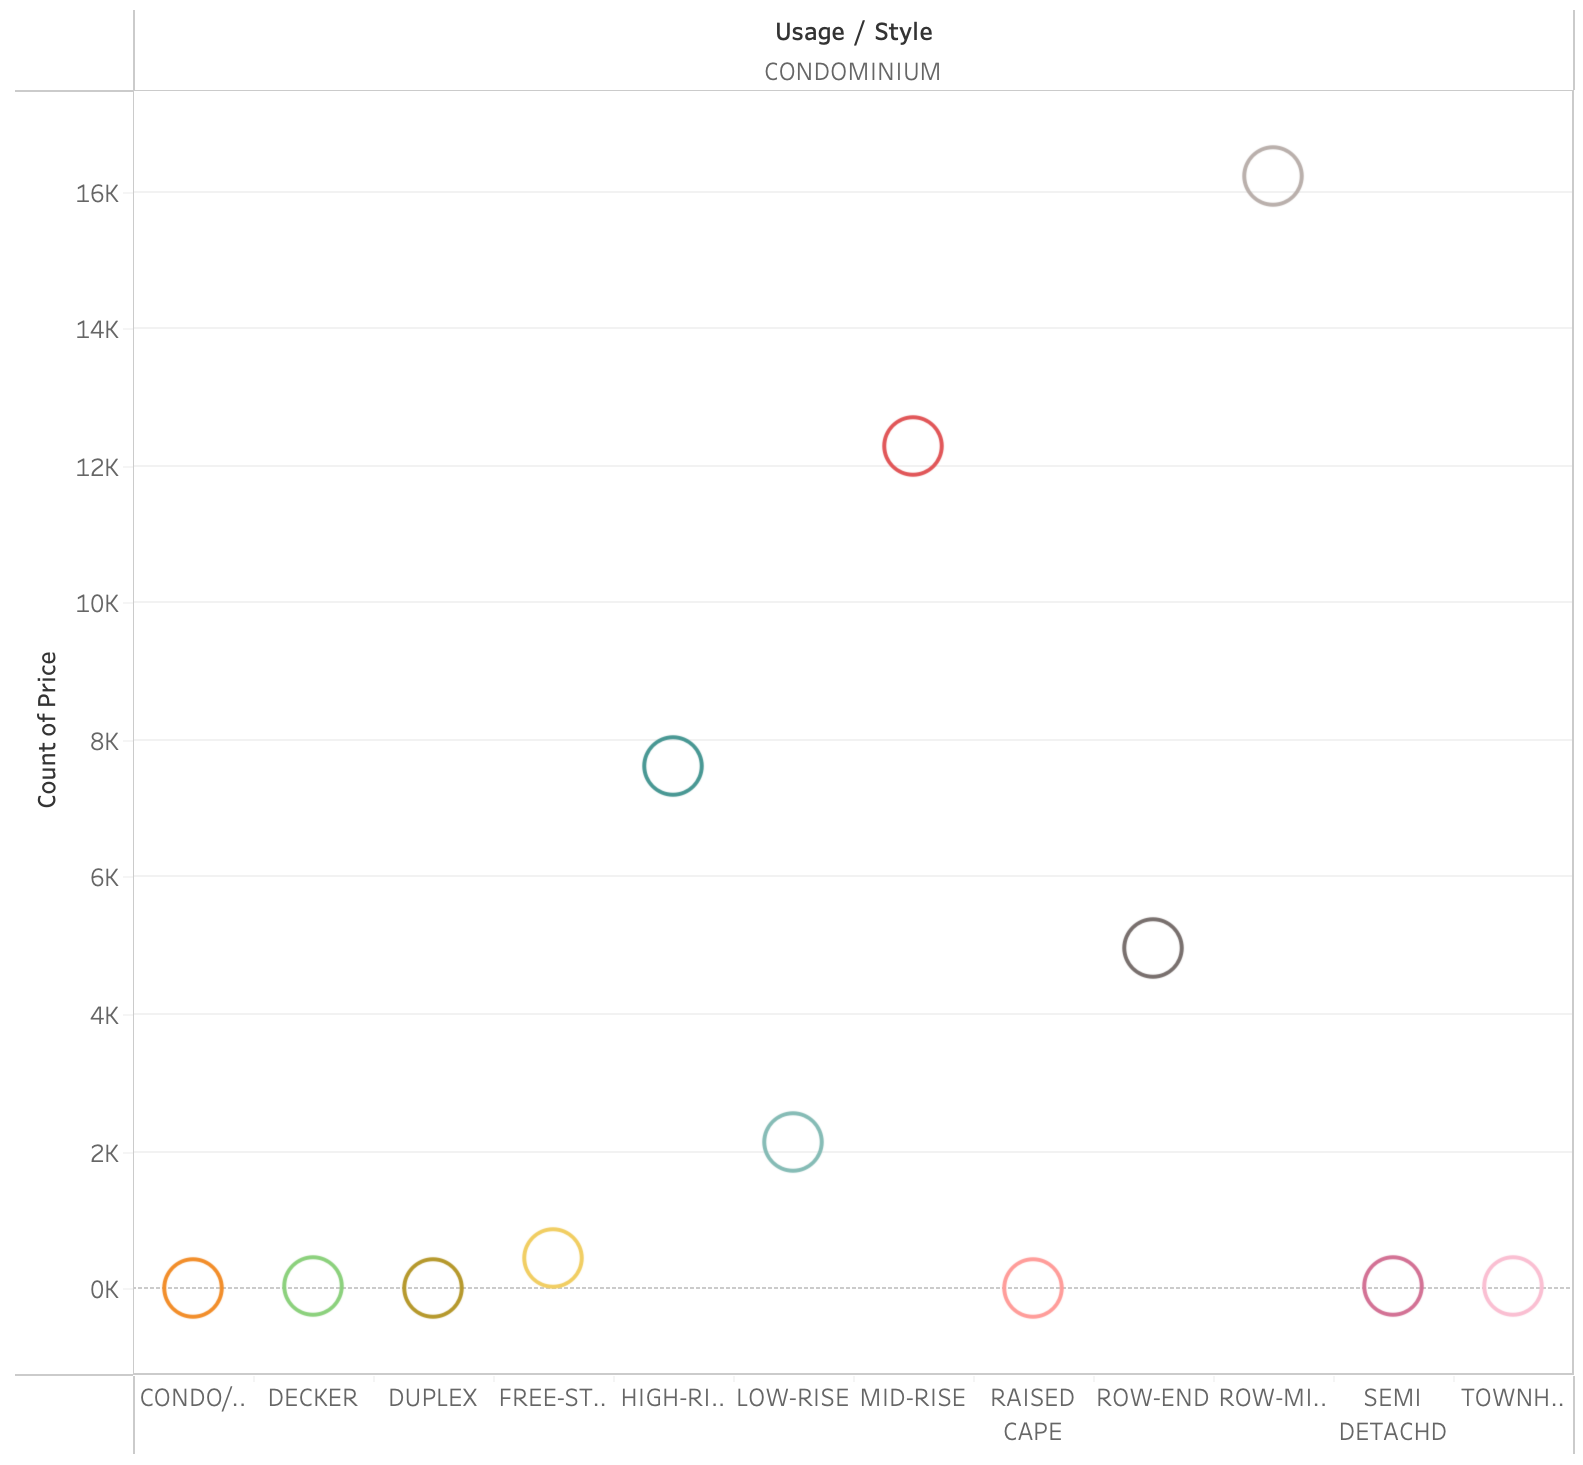 Usage / Style
CONDOMINIUM
16K
14K
12K
10K
8K
6K
4K
2K
0K
Count of Price
CONDO/.. DECKER DUPLEX FREE-ST.. HIGH-RI.. LOW-RISE MID-RISE RAISED ROW-END ROW-MI.. SEMI TOWNH..
CAPE DETACHD